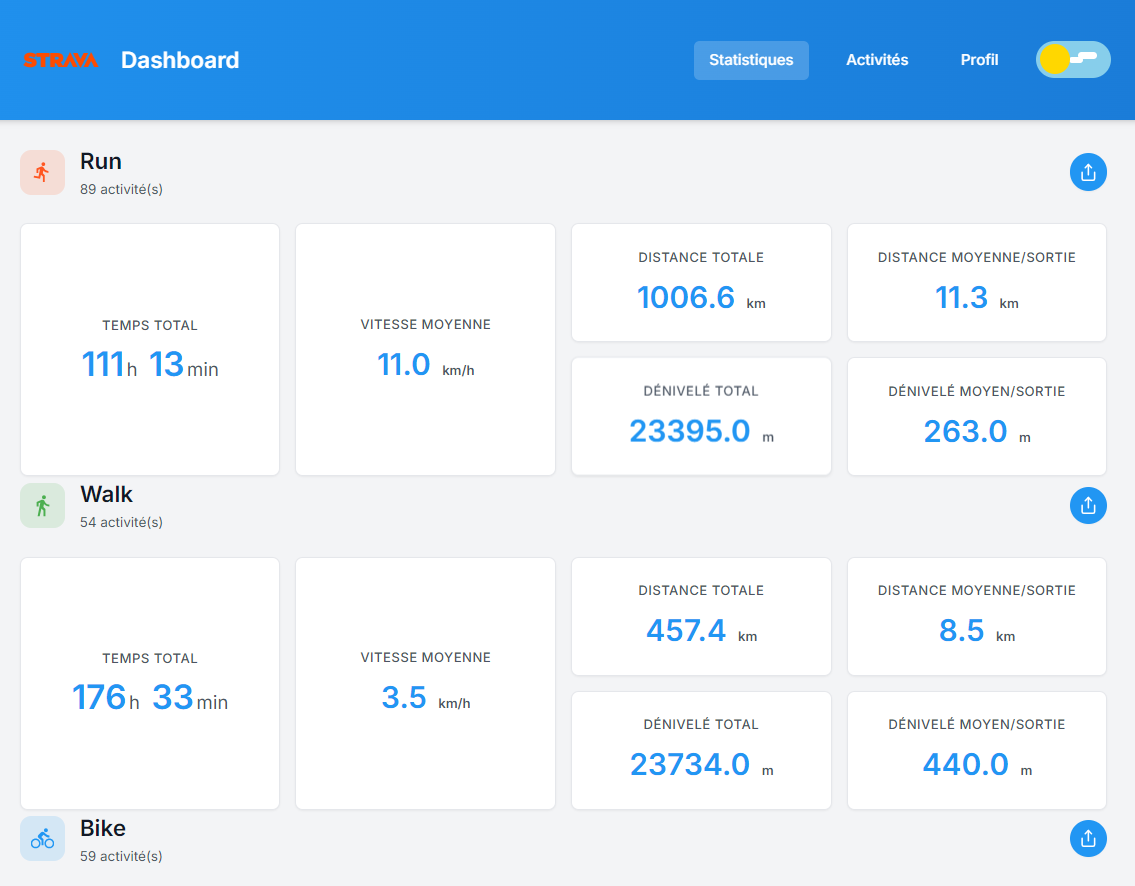 STRAVA Dashboard Statistiques Activités Profil
Run
89 activité(s)
TEMPS TOTAL
111h 13min
VITESSE MOYENNE
11.0 km/h
DISTANCE TOTALE
1006.6 km
DISTANCE MOYENNE/SORTIE
11.3 km
DÉNIVELÉ TOTAL
23395.0 m
DÉNIVELÉ MOYEN/SORTIE
263.0 m
Walk
54 activité(s)
TEMPS TOTAL
176h 33min
VITESSE MOYENNE
3.5 km/h
DISTANCE TOTALE
457.4 km
DISTANCE MOYENNE/SORTIE
8.5 km
DÉNIVELÉ TOTAL
23734.0 m
DÉNIVELÉ MOYEN/SORTIE
440.0 m
Bike
59 activité(s)